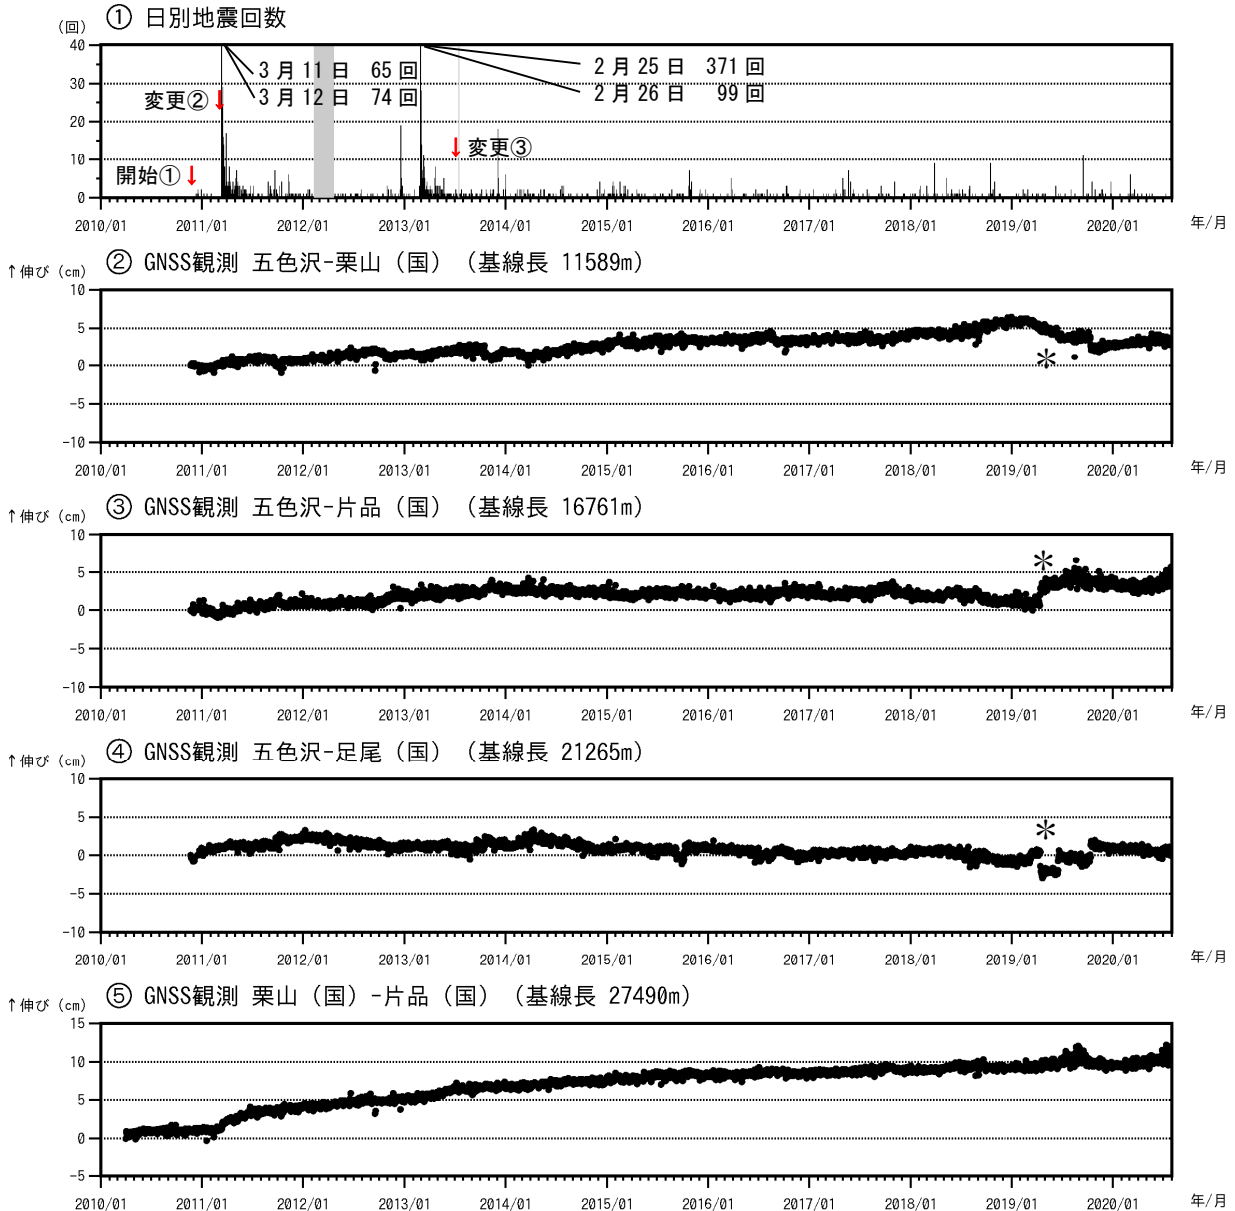 ① 日別地震回数
(回)
40
30
20
10
0
3月11日 65回
3月12日 74回
2月25日 371回
2月26日 99回
変更②
開始①
変更③
2010/01 2011/01 2012/01 2013/01 2014/01 2015/01 2016/01 2017/01 2018/01 2019/01 2020/01 年/月
② GNSS観測 五色沢-栗山（国）（基線長 11589m）
↑伸び（cm）
10
5
0
-5
-10
*
2010/01 2011/01 2012/01 2013/01 2014/01 2015/01 2016/01 2017/01 2018/01 2019/01 2020/01 年/月
③ GNSS観測 五色沢-片品（国）（基線長 16761m）
↑伸び（cm）
10
5
0
-5
-10
*
2010/01 2011/01 2012/01 2013/01 2014/01 2015/01 2016/01 2017/01 2018/01 2019/01 2020/01 年/月
④ GNSS観測 五色沢-足尾（国）（基線長 21265m）
↑伸び（cm）
10
5
0
-5
-10
*
2010/01 2011/01 2012/01 2013/01 2014/01 2015/01 2016/01 2017/01 2018/01 2019/01 2020/01 年/月
⑤ GNSS観測 栗山（国）-片品（国）（基線長 27490m）
↑伸び（cm）
15
10
5
0
-5
2010/01 2011/01 2012/01 2013/01 2014/01 2015/01 2016/01 2017/01 2018/01 2019/01 2020/01 年/月